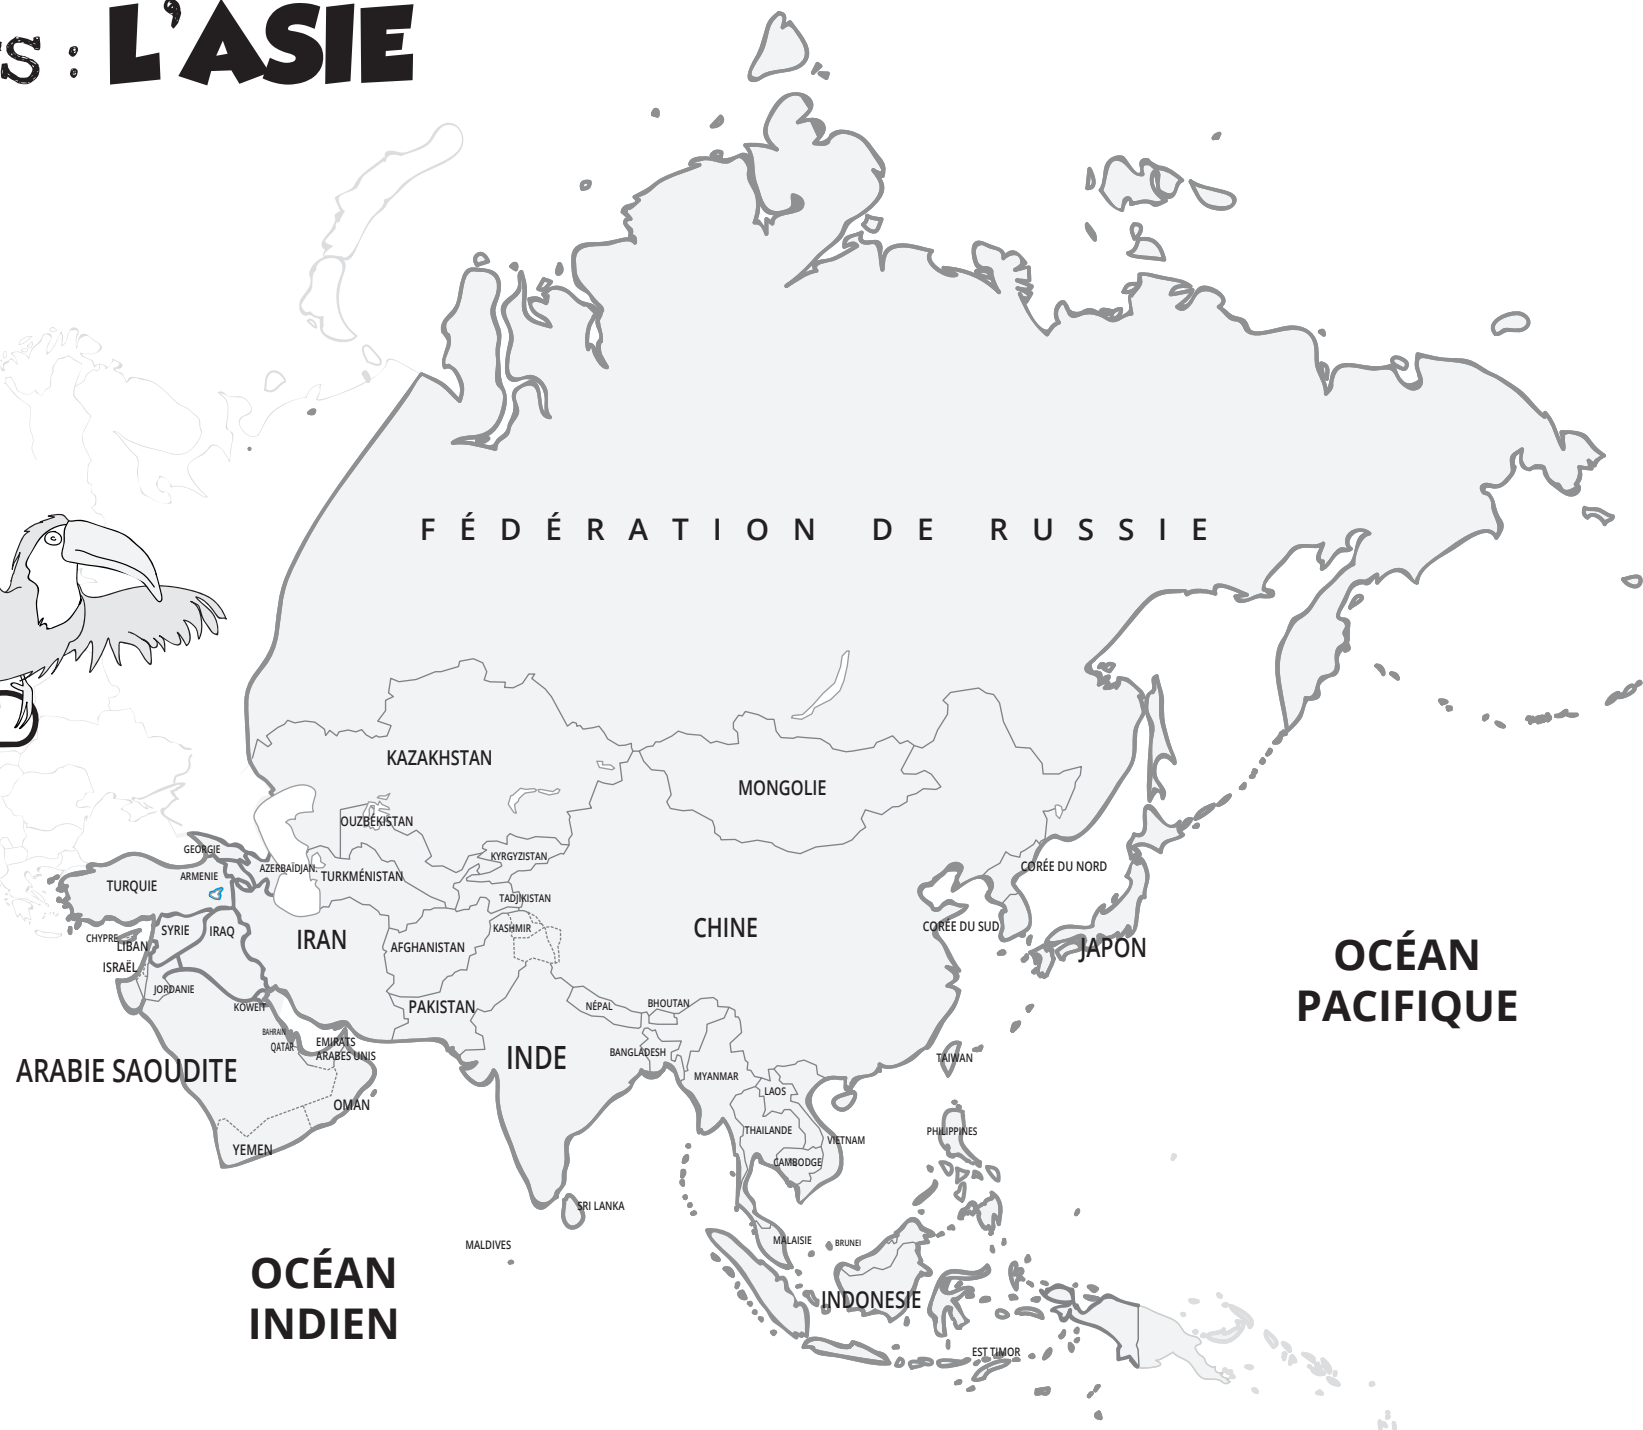 S : L'ASIE
FÉDÉRATION DE RUSSIE
KAZAKHSTAN
MONGOLIE
OUZBÉKISTAN
GEORGIE
KYRGYZISTAN
AZERBAÏDJAN
CORÉE DU NORD
ARMENIE
TURKMÉNISTAN
TURQUIE
TADJIKISTAN
CHINE
KASHMIR
CORÉE DU SUD
SYRIE
IRAQ
IRAN
CHYPRE
LIBAN
AFGHANISTAN
JAPON
OCÉAN
PACIFIQUE
ISRAËL
JORDANIE
KOWEIT
PAKISTAN
NÉPAL
BHOUTAN
BAHRAIN
QATAR
EMIRATS
ARABES UNIS
BANGLADESH
INDE
TAIWAN
ARABIE SAOUDITE
MYANMAR
LAOS
OMAN
THAILANDE
PHILIPPINES
VIETNAM
YEMEN
CAMBODGE
SRI LANKA
MALDIVES
MALAISIE
BRUNEI
OCÉAN
INDIEN
INDONESIE
EST TIMOR